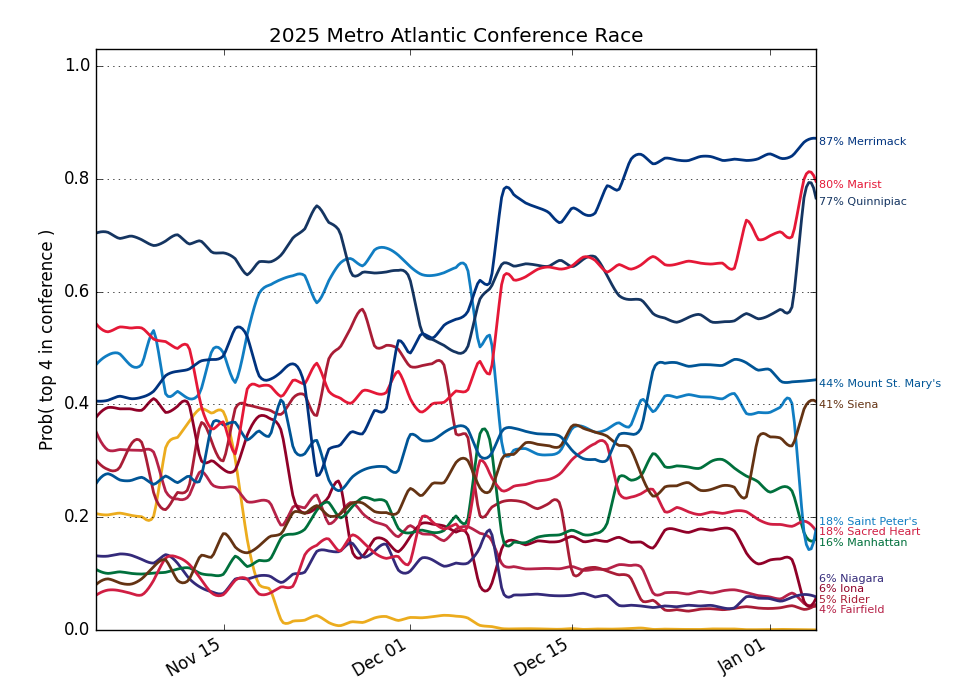 2025 Metro Atlantic Conference Race
Prob( top 4 in conference )
1.0
0.8
0.6
0.4
0.2
0.0
Nov 15
Dec 01
Dec 15
Jan 01
87% Merrimack
80% Marist
77% Quinnipiac
44% Mount St. Mary's
41% Siena
18% Saint Peter's
18% Sacred Heart
16% Manhattan
6% Niagara
6% Iona
5% Rider
4% Fairfield